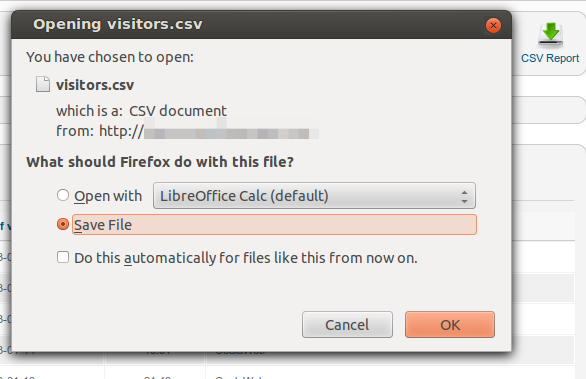 Opening visitors.csv
You have chosen to open:
visitors.csv
which is a: CSV document
from: http://
What should Firefox do with this file?
Open with LibreOffice Calc (default)
Save File
Do this automatically for files like this from now on.
Cancel OK
CSV Report